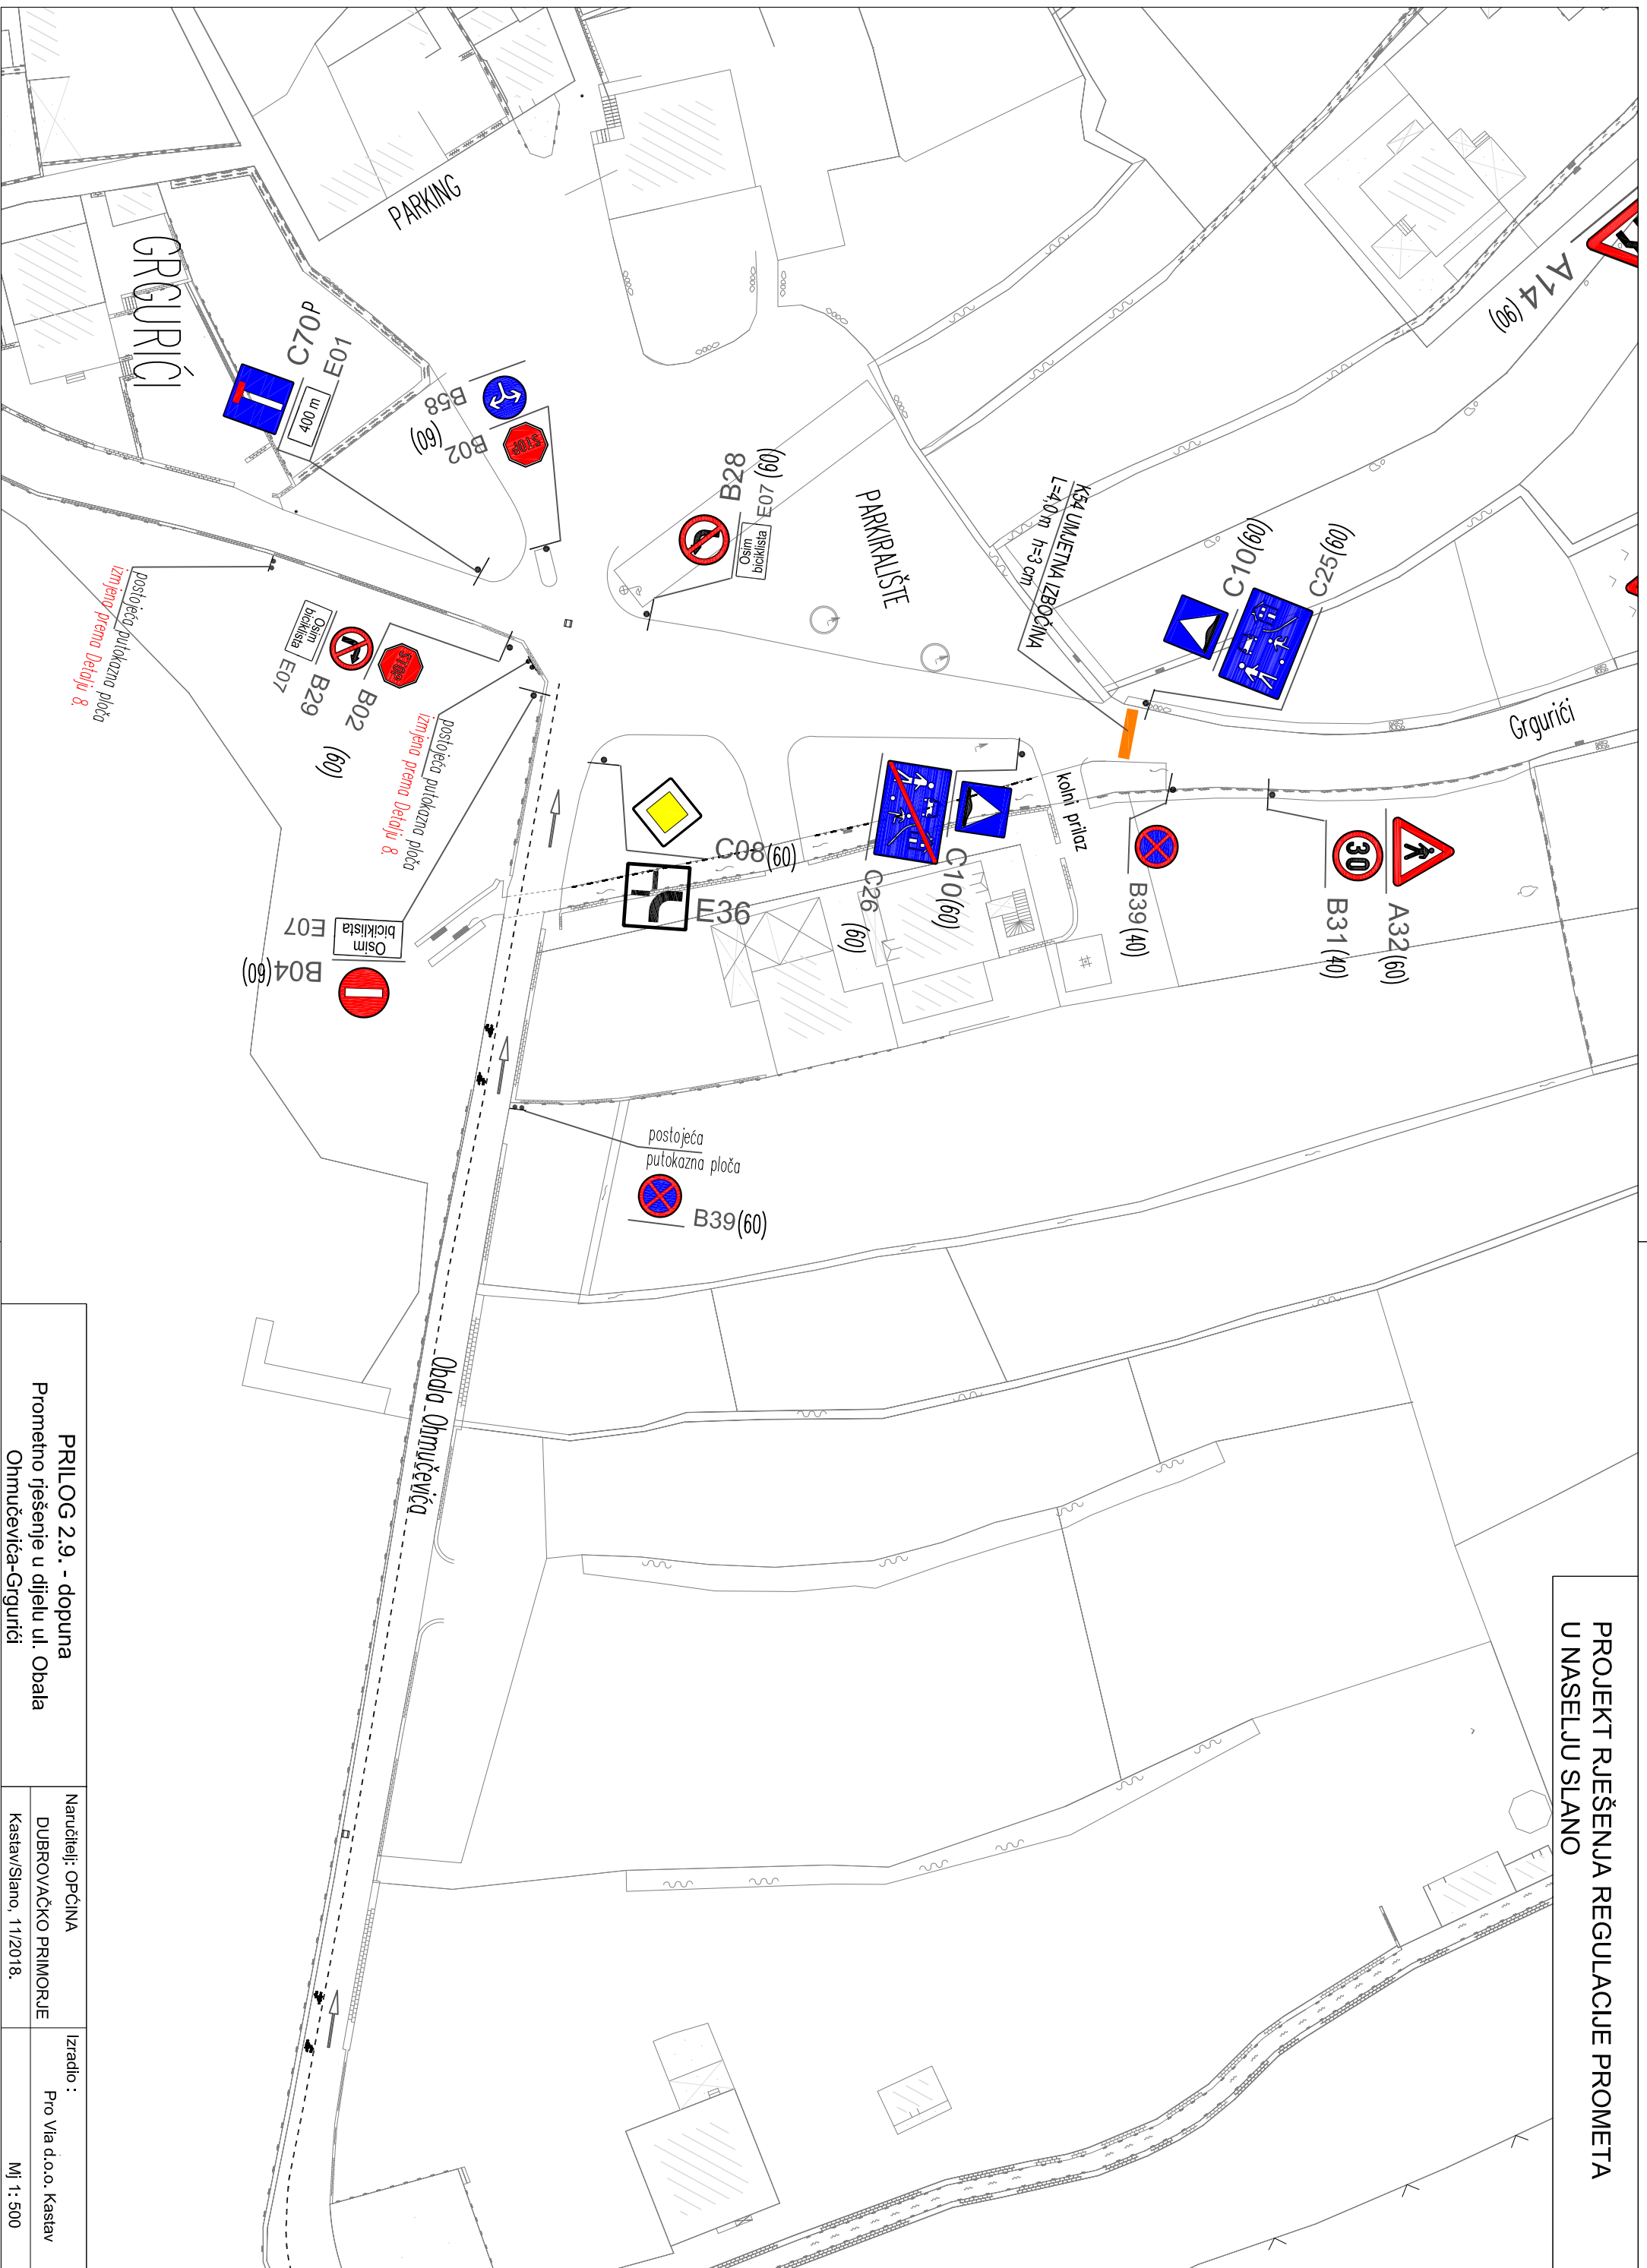 PROJEKT RJEŠENJA REGULACIJE PROMETA
U NASELJU SLANO
A14 (90)
GRGURIĆI
PARKING
C70P
E01
400 m
B58
B02
(60)
STOP
B28
(60)
E07
Osim
biciklista
PARKIRALIŠTE
K54 UMJETNA IZBOČINA
L=4,0 m h=3 cm
C10(60)
C25(60)
Grgurići
postojeća putokazna ploča
izmjena prema Detalju 8.
Osim
biciklista
E07
B29
B02
(60)
STOP
postojeća putokazna ploča
izmjena prema Detalju 8.
C08(60)
E36
C26
(60)
C10(60)
kolni prilaz
B39(40)
30
B31(40)
A32(60)
Osim
biciklista
E07
B04(60)
postojeća
putokazna ploča
B39(60)
Obala Ohmučevića
PRILOG 2.9. - dopuna
Prometno rješenje u dijelu ul. Obala
Ohmučevića-Grgurići
Naručitelj: OPĆINA
DUBROVAČKO PRIMORJE
Kastav/Slano, 11/2018.
Izradio :
Pro Via d.o.o. Kastav
Mj 1: 500